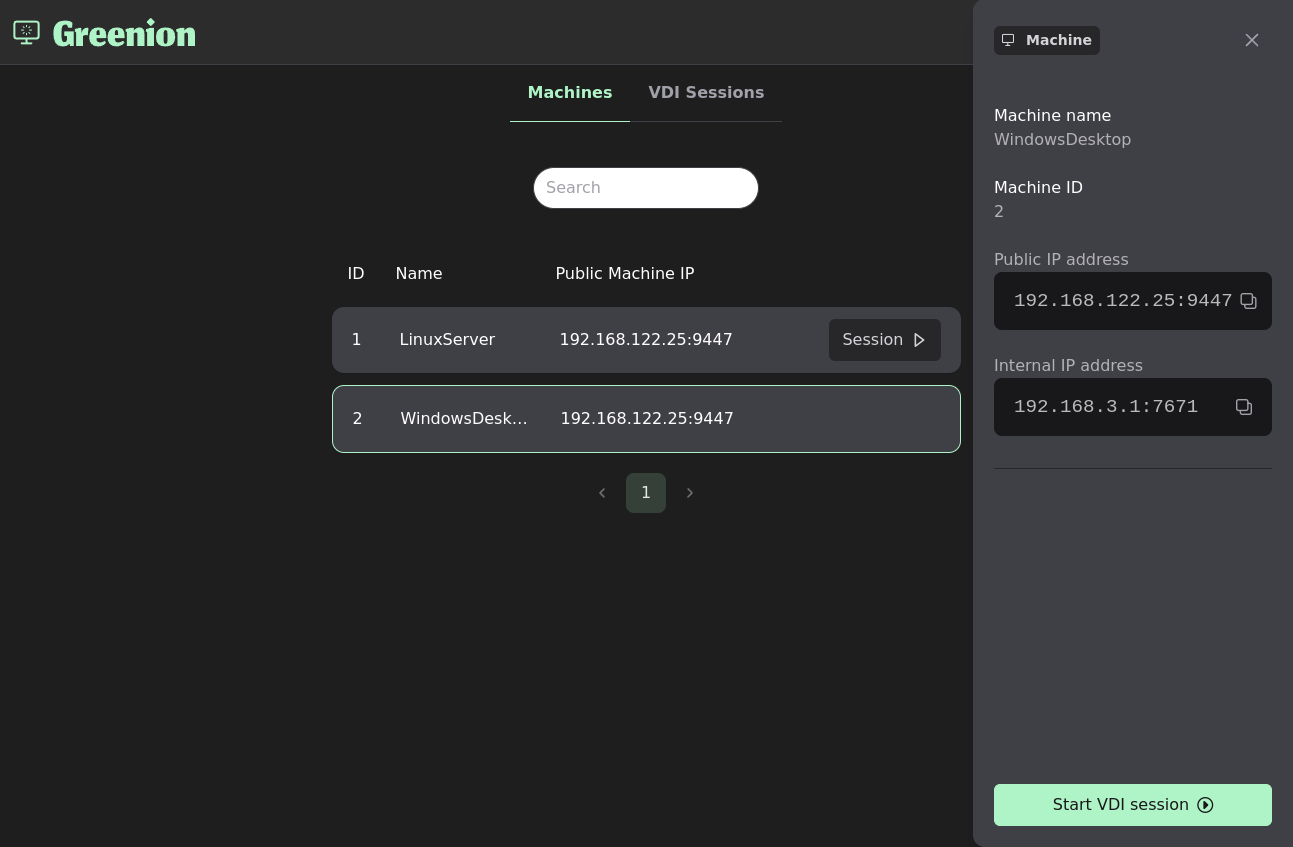 Greenion
Machines VDI Sessions
Search
ID Name Public Machine IP
1 LinuxServer 192.168.122.25:9447 Session
2 WindowsDesk... 192.168.122.25:9447
1
Machine
Machine name
WindowsDesktop
Machine ID
2
Public IP address
192.168.122.25:9447
Internal IP address
192.168.3.1:7671
Start VDI session